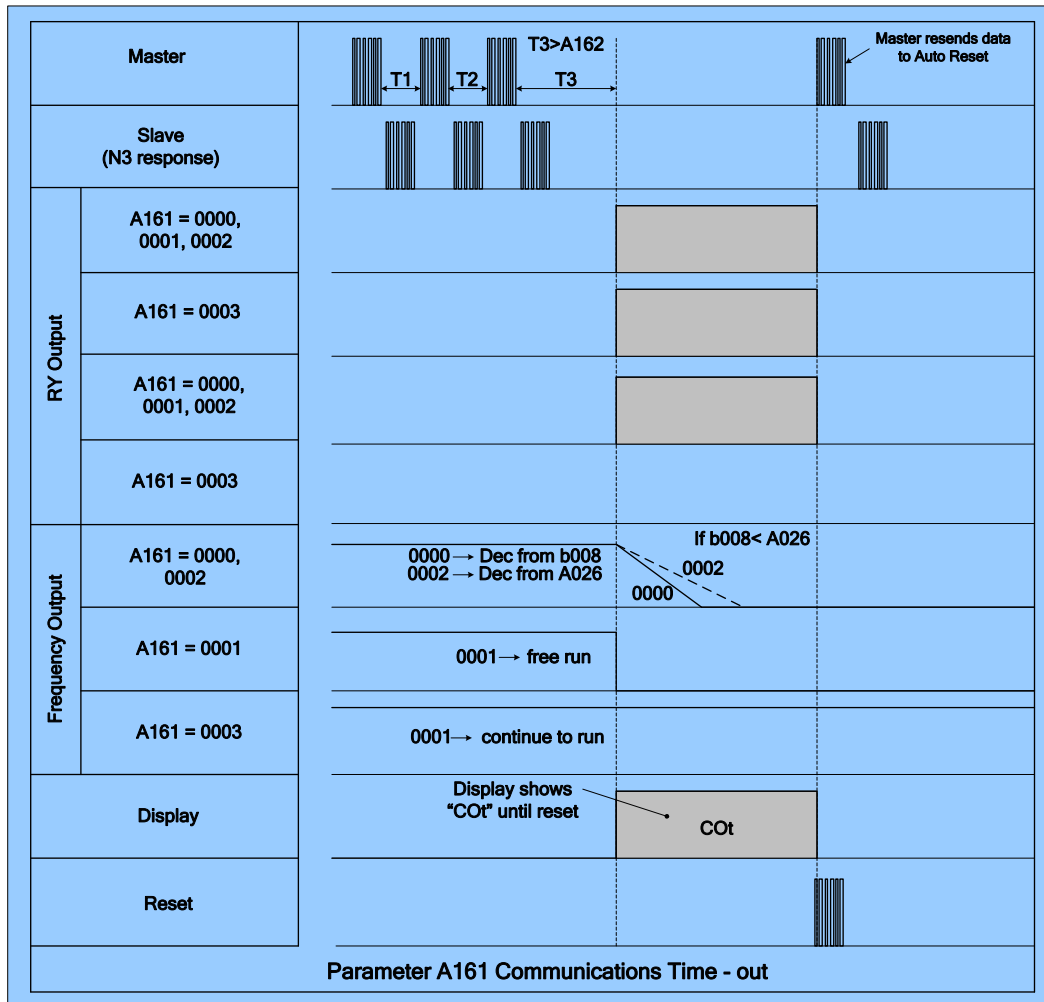 Master
T1
T2
T3>A162
T3
Master resends data
to Auto Reset
Slave
(N3 response)
RY Output
A161 = 0000,
0001, 0002
A161 = 0003
A161 = 0000,
0001, 0002
A161 = 0003
Frequency Output
A161 = 0000,
0002
0000 → Dec from b008
0002 → Dec from A026
If b008< A026
0002
0000
A161 = 0001
0001 → free run
A161 = 0003
0001 → continue to run
Display
Display shows
“COt” until reset
COt
Reset
Parameter A161 Communications Time - out